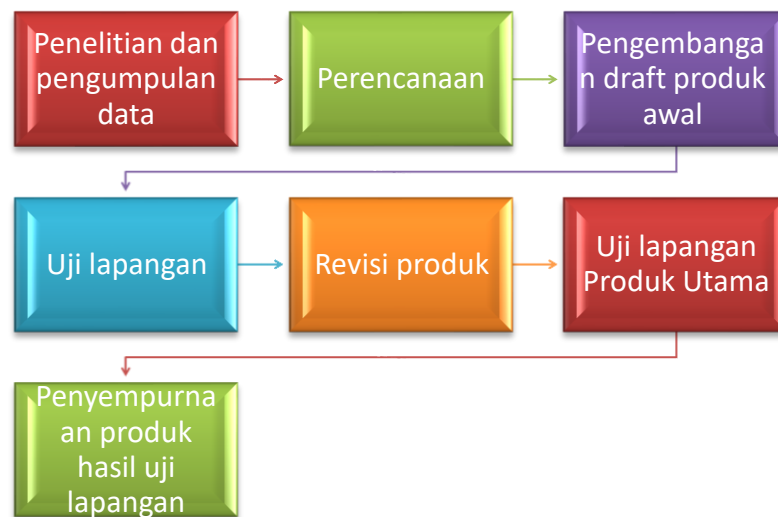 Penelitian dan
pengumpulan
data
Perencanaan
Pengembanga
n draft produk
awal
Uji lapangan
Revisi produk
Uji lapangan
Produk Utama
Penyempurna
an produk
hasil uji
lapangan